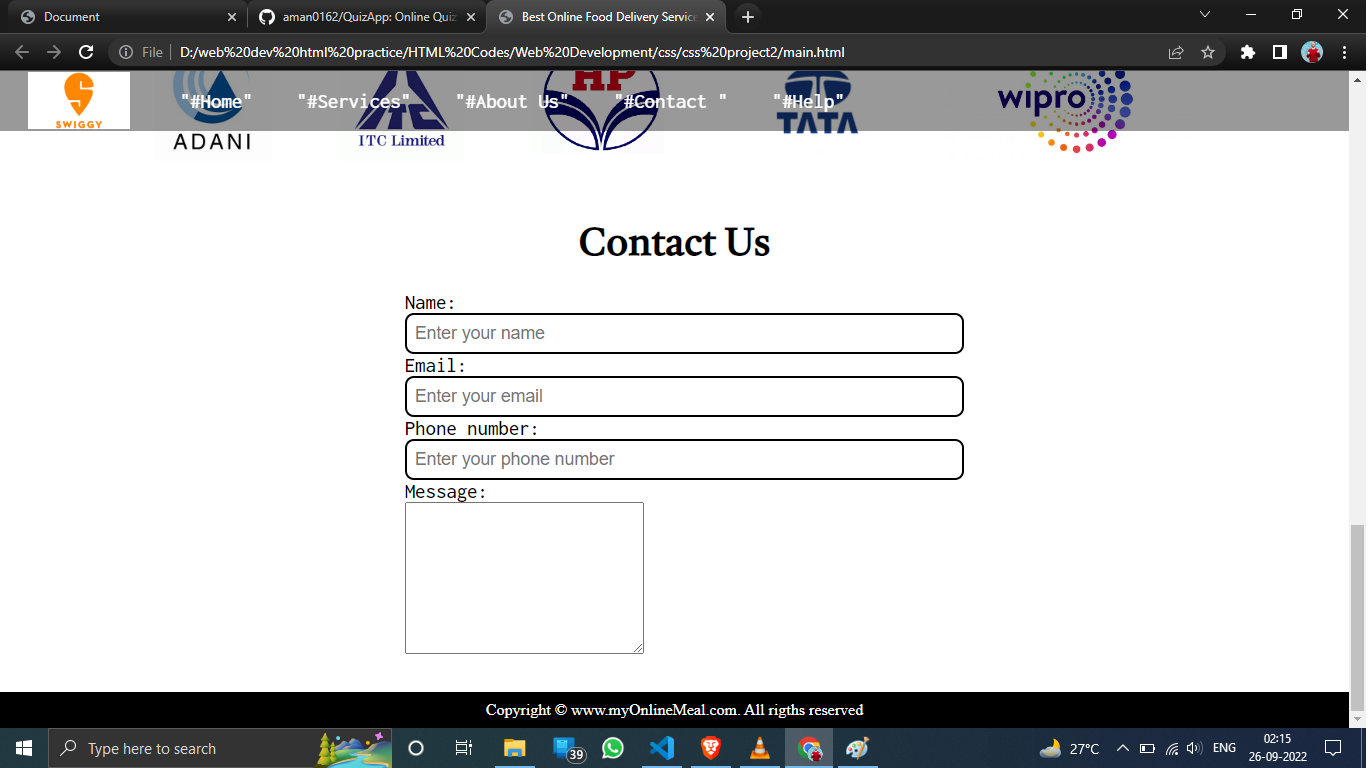 Document
aman0162/QuizApp: Online Quiz
Best Online Food Delivery Service
File
D:/web%20dev%20html%20practice/HTML%20Codes/Web%20Development/css/css%20project2/main.html
SWIGGY
"#Home" "#Services" "#About Us" "#Contact " "#Help"
HP
wipro
ADANI
ITC Limited
TATA
Contact Us
Name:
Enter your name
Email:
Enter your email
Phone number:
Enter your phone number
Message:
Copyright © www.myOnlineMeal.com. All rigths reserved
Type here to search
39
27°C
ENG
02:15
26-09-2022